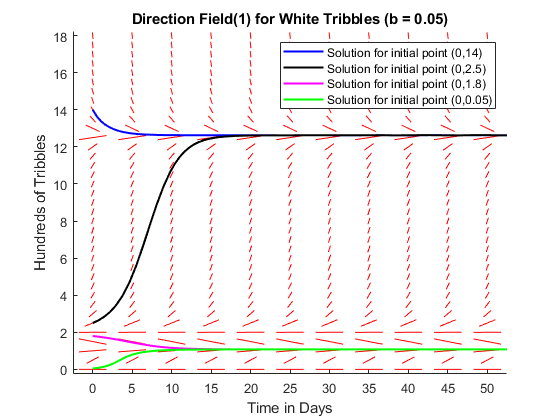 Direction Field(1) for White Tribbles (b = 0.05)
Solution for initial point (0,14)
Solution for initial point (0,2.5)
Solution for initial point (0,1.8)
Solution for initial point (0,0.05)
Hundreds of Tribbles
18
16
14
12
10
8
6
4
2
0
0 5 10 15 20 25 30 35 40 45 50
Time in Days